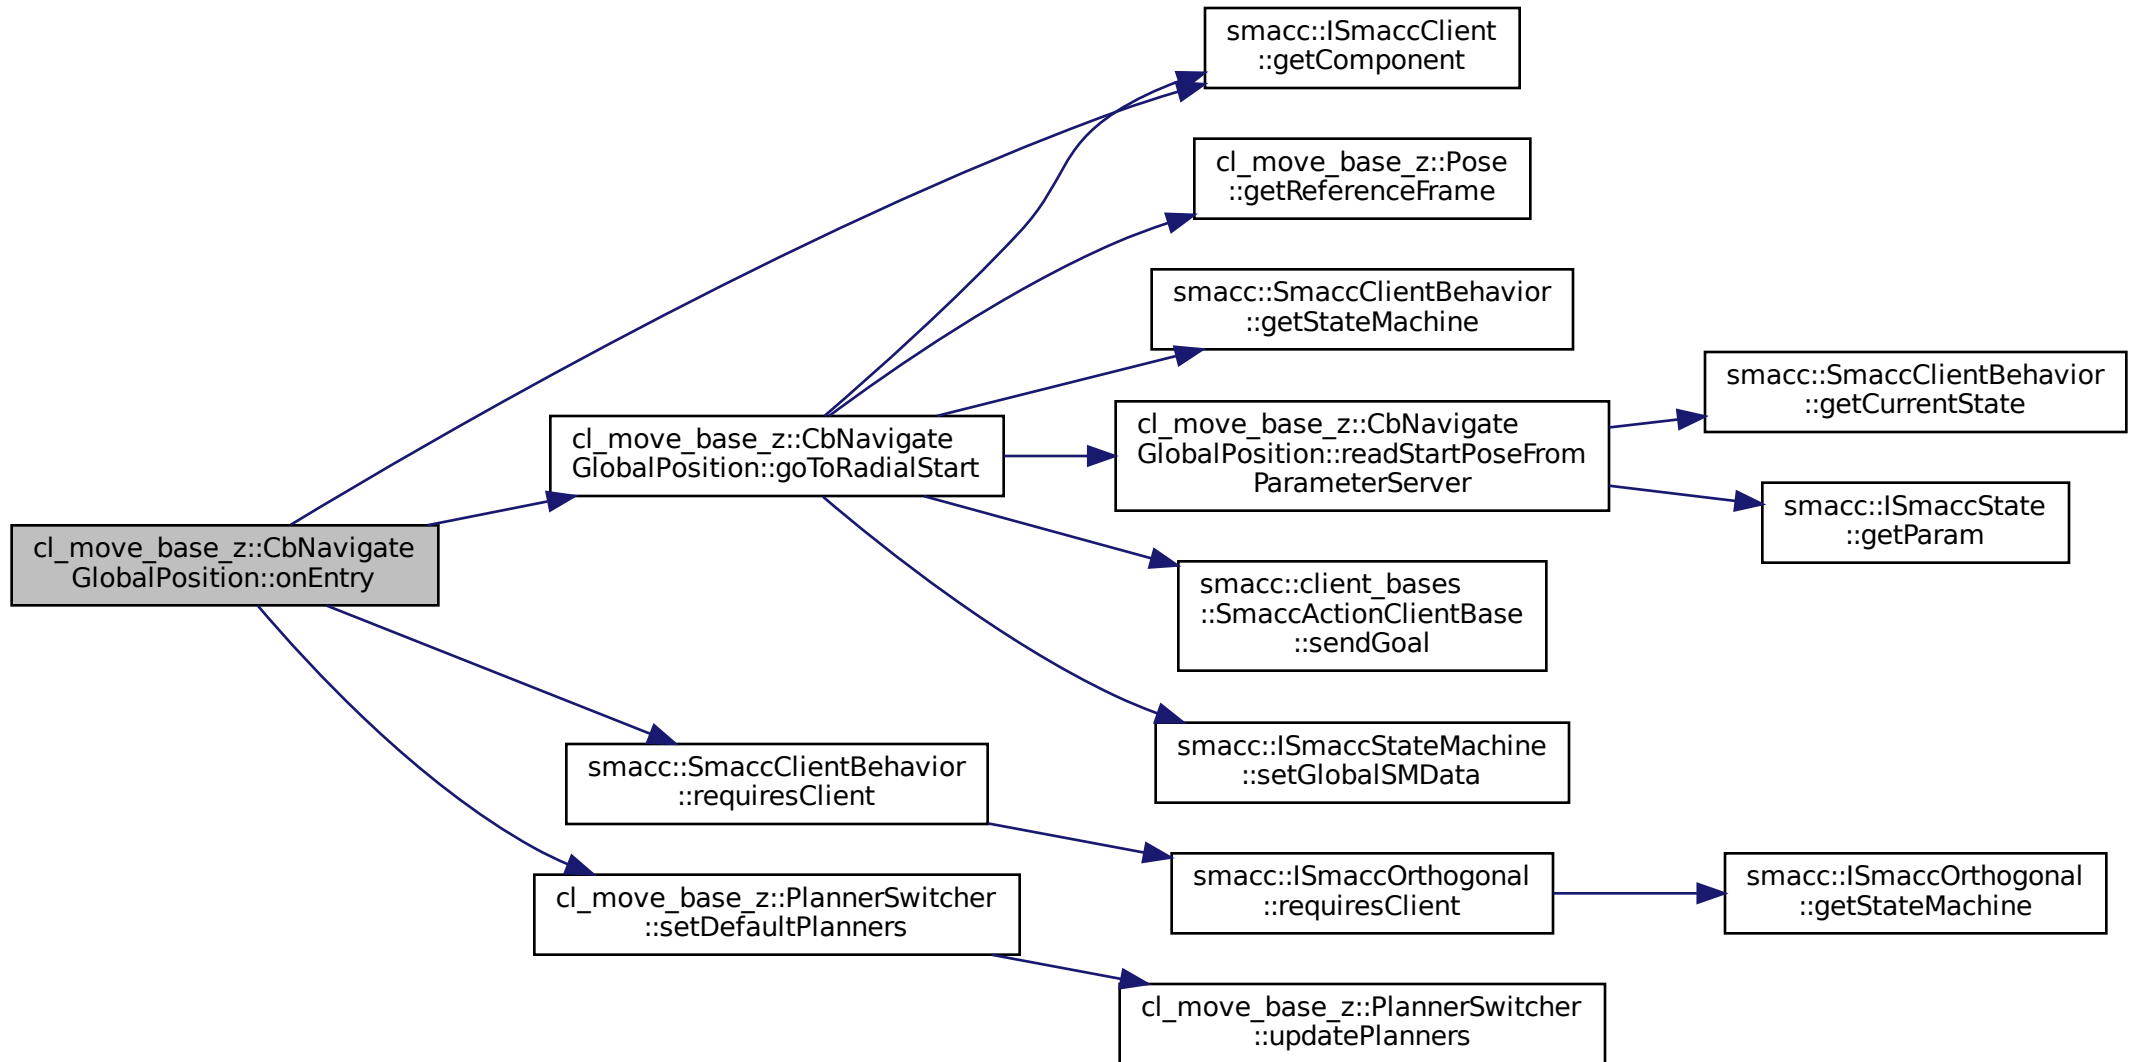 smacc::ISmaccClient
::getComponent
cl_move_base_z::Pose
::getReferenceFrame
smacc::SmaccClientBehavior
::getStateMachine
smacc::SmaccClientBehavior
::getCurrentState
cl_move_base_z::CbNavigate
GlobalPosition::goToRadialStart
cl_move_base_z::CbNavigate
GlobalPosition::readStartPoseFrom
ParameterServer
smacc::ISmaccState
::getParam
cl_move_base_z::CbNavigate
GlobalPosition::onEntry
smacc::client_bases
::SmaccActionClientBase
::sendGoal
smacc::ISmaccStateMachine
::setGlobalSMData
smacc::SmaccClientBehavior
::requiresClient
smacc::ISmaccOrthogonal
::requiresClient
smacc::ISmaccOrthogonal
::getStateMachine
cl_move_base_z::PlannerSwitcher
::setDefaultPlanners
cl_move_base_z::PlannerSwitcher
::updatePlanners